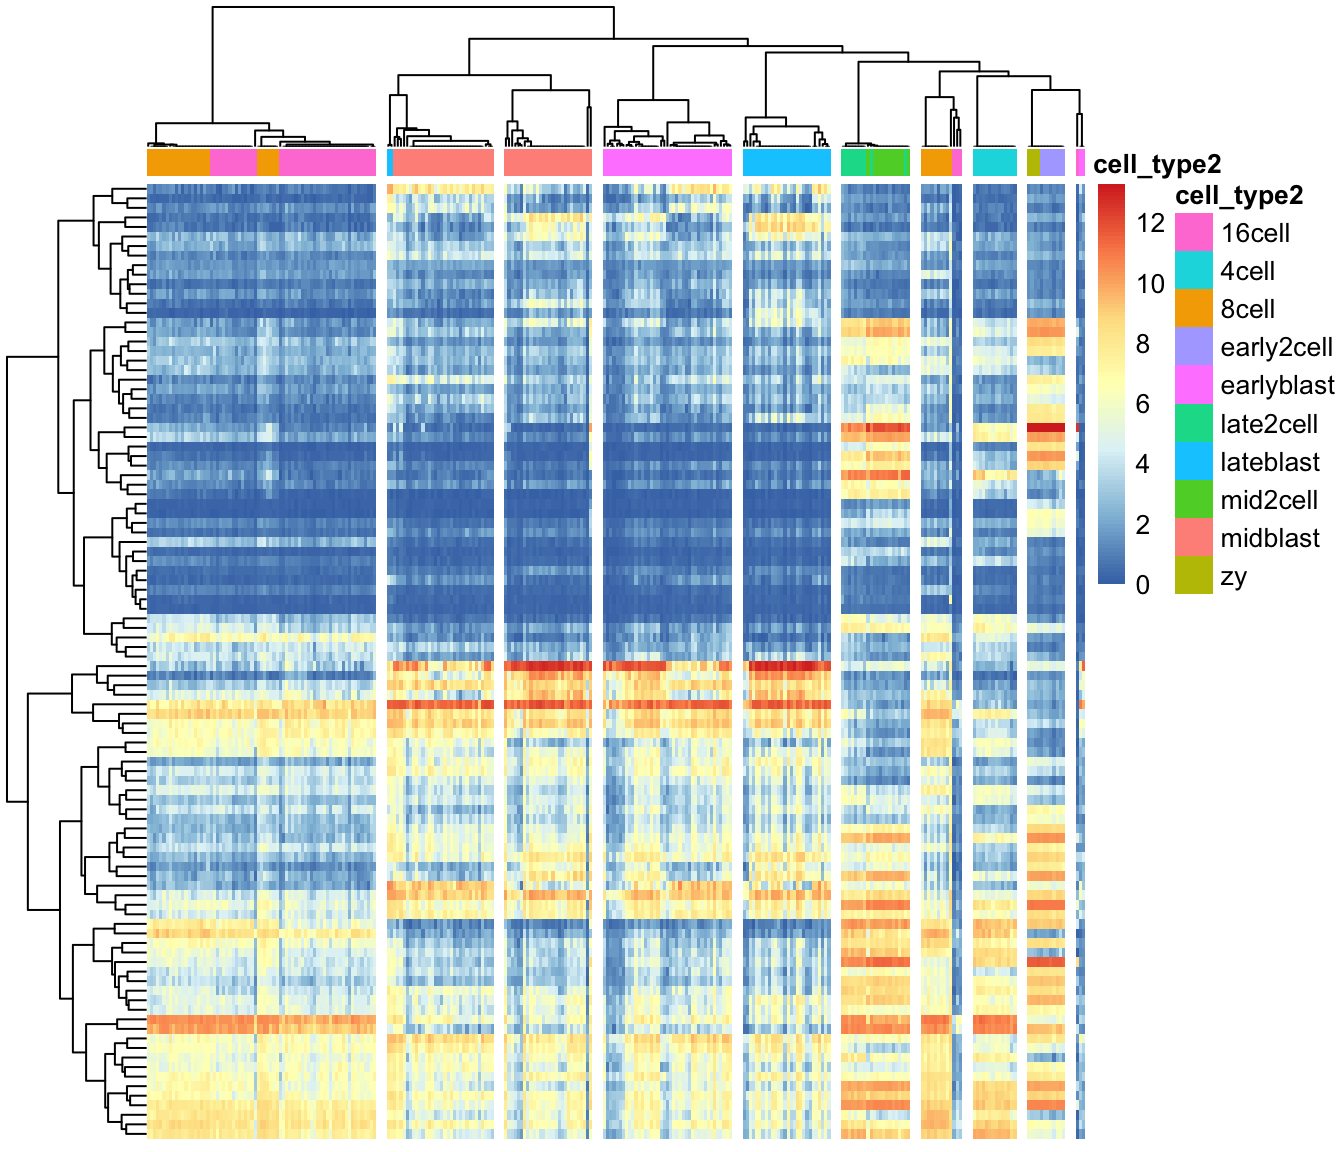 cell_type2
cell_type2
12
10
8
6
4
2
0
16cell
4cell
8cell
early2cell
earlyblast
late2cell
lateblast
mid2cell
midblast
zy